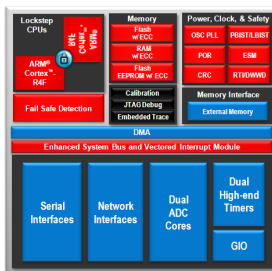 Lockstep
CPUs
ARM®
Cortex™-
R4F
ARM®
Cortex™-
R4F
Fail Safe Detection
Memory
Flash
w/ ECC
RAM
w/ ECC
Flash
EEPROM w/ ECC
Calibration
JTAG Debug
Embedded Trace
Power, Clock, & Safety
OSC PLL
PBIST/LBIST
POR
ESM
CRC
RTI/DWWD
Memory Interface
External Memory
DMA
Enhanced System Bus and Vectored Interrupt Module
Serial
Interfaces
Network
Interfaces
Dual
ADC
Cores
Dual
High-end
Timers
GIO